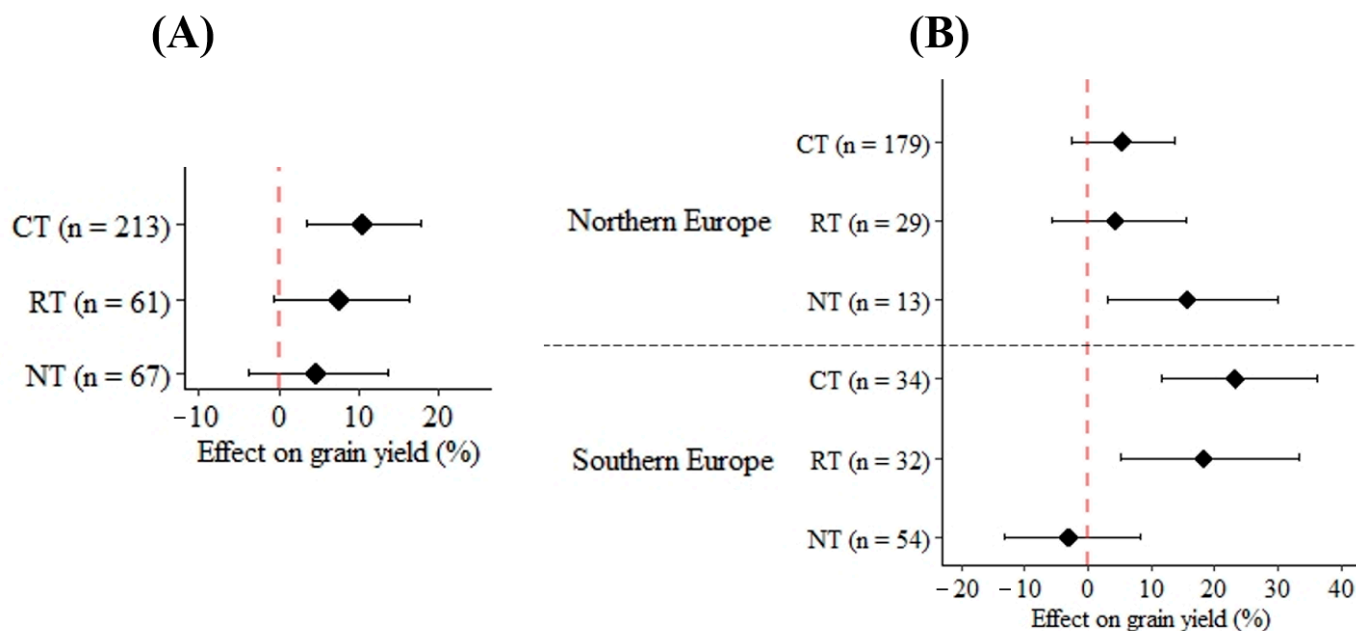 (A)
CT (n = 213)
RT (n = 61)
NT (n = 67)
−10 0 10 20
Effect on grain yield (%)
(B)
Northern Europe
CT (n = 179)
RT (n = 29)
NT (n = 13)
Southern Europe
CT (n = 34)
RT (n = 32)
NT (n = 54)
−20 −10 0 10 20 30 40
Effect on grain yield (%)